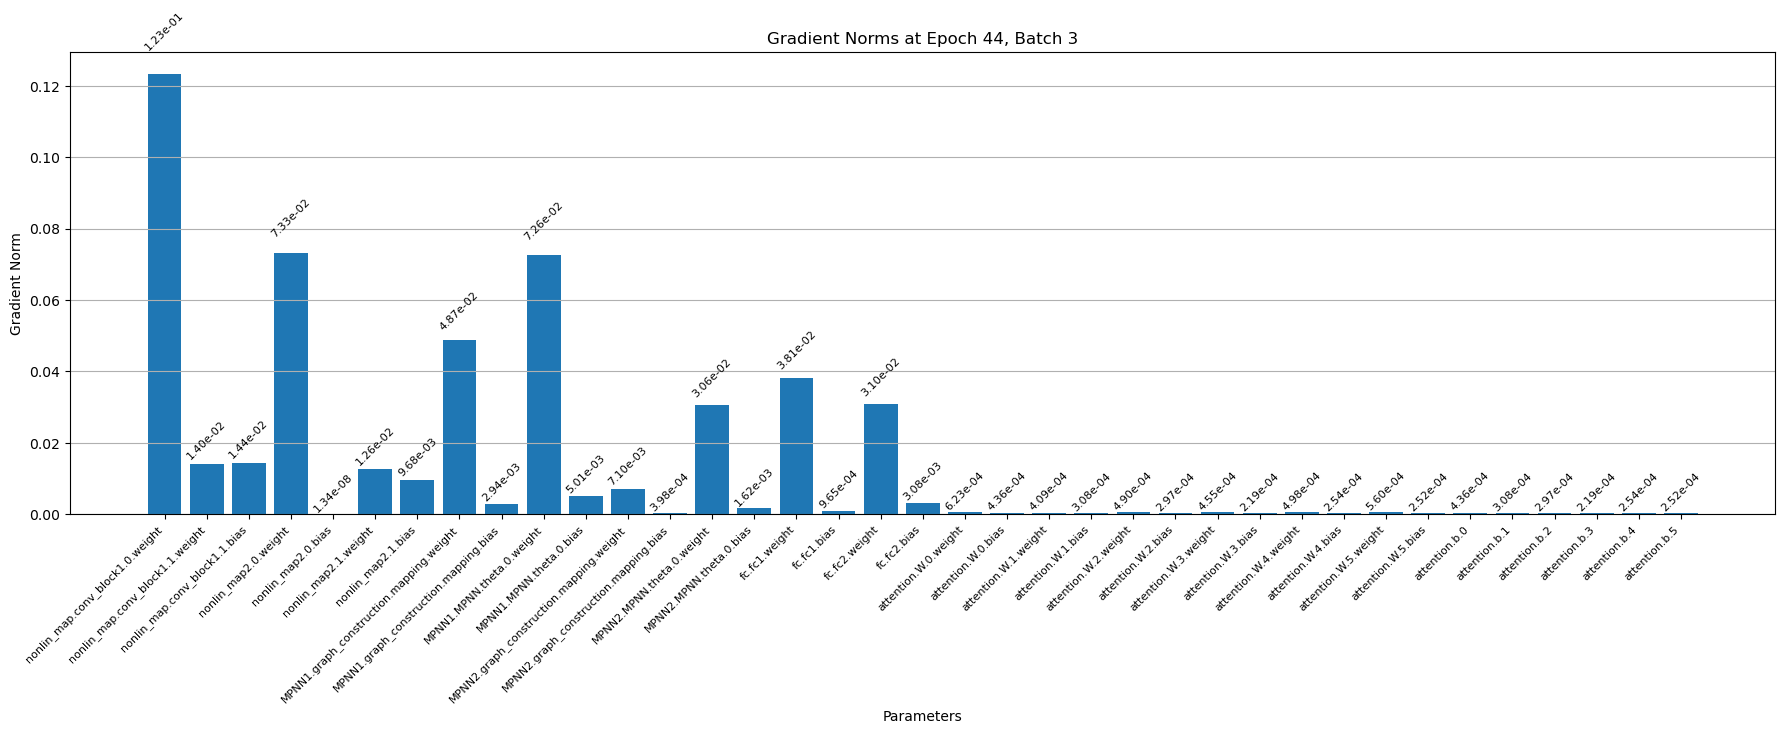 Gradient Norms at Epoch 44, Batch 3
Gradient Norm
0.12
0.10
0.08
0.06
0.04
0.02
0.00
1.23e-01
1.40e-02
1.44e-02
7.33e-02
1.34e-08
1.26e-02
9.68e-03
4.87e-02
2.94e-03
7.26e-02
5.01e-03
7.10e-03
3.98e-04
3.06e-02
1.62e-03
3.81e-02
9.65e-04
3.10e-02
3.08e-03
6.23e-04
4.36e-04
4.09e-04
3.08e-04
4.90e-04
2.97e-04
4.55e-04
2.19e-04
4.98e-04
2.54e-04
5.60e-04
2.52e-04
4.36e-04
3.08e-04
2.97e-04
2.19e-04
2.54e-04
2.52e-04
nonlin_map.conv_block1.0.weight
nonlin_map.conv_block1.1.weight
nonlin_map.conv_block1.1.bias
nonlin_map2.0.weight
nonlin_map2.0.bias
nonlin_map2.1.weight
nonlin_map2.1.bias
MPNN1.graph_construction.mapping.weight
MPNN1.graph_construction.mapping.bias
MPNN1.MPNN.theta.0.weight
MPNN1.MPNN.theta.0.bias
MPNN2.graph_construction.mapping.weight
MPNN2.graph_construction.mapping.bias
MPNN2.MPNN.theta.0.weight
MPNN2.MPNN.theta.0.bias
fc.fc1.weight
fc.fc1.bias
fc.fc2.weight
fc.fc2.bias
attention.W.0.weight
attention.W.0.bias
attention.W.1.weight
attention.W.1.bias
attention.W.2.weight
attention.W.2.bias
attention.W.3.weight
attention.W.3.bias
attention.W.4.weight
attention.W.4.bias
attention.W.5.weight
attention.W.5.bias
attention.b.0
attention.b.1
attention.b.2
attention.b.3
attention.b.4
attention.b.5
Parameters